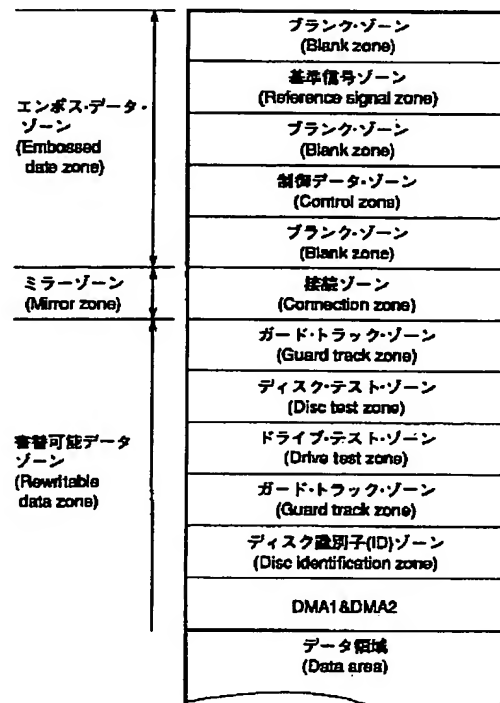 エンボス・データ・
ゾーン
(Embossed
date zone)
ミラーゾーン
(Mirror zone)
書替可能データ
ゾーン
(Rewritable
data zone)
ブランク・ゾーン
(Blank zone)
基準信号ゾーン
(Reference signal zone)
ブランク・ゾーン
(Blank zone)
制御データ・ゾーン
(Control zone)
ブランク・ゾーン
(Blank zone)
接続ゾーン
(Connection zone)
ガード・トラック・ゾーン
(Guard track zone)
ディスク・テスト・ゾーン
(Disc test zone)
ドライブ・テスト・ゾーン
(Drive test zone)
ガード・トラック・ゾーン
(Guard track zone)
ディスク識別子(ID)ゾーン
(Disc identification zone)
DMA1&DMA2
データ領域
(Data area)